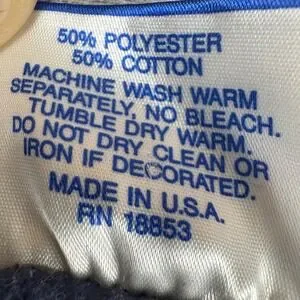 50% POLYESTER
50% COTTON
MACHINE WASH WARM
SEPARATELY, NO BLEACH.
TUMBLE DRY WARM.
DO NOT DRY CLEAN OR
IRON IF DECORATED.
MADE IN U.S.A.
RN 18853